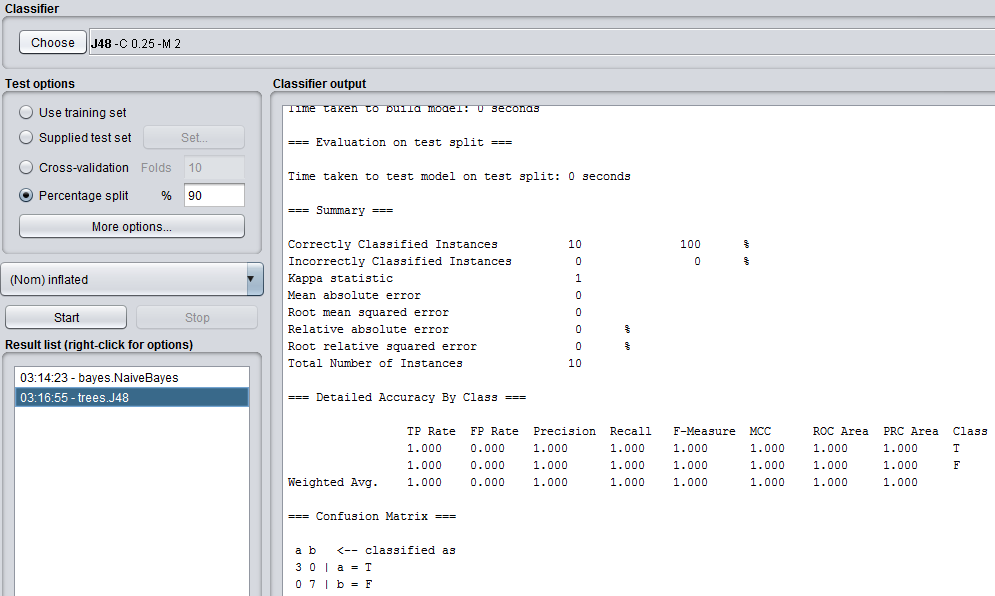 Classifier
Choose J48 -C 0.25 -M 2
Test options
Use training set
Supplied test set Set...
Cross-validation Folds 10
Percentage split % 90
More options...
(Nom) inflated
Start Stop
Result list (right-click for options)
03:14:23 - bayes.NaiveBayes
03:16:55 - trees.J48
Classifier output
Time taken to build model: 0 seconds
=== Evaluation on test split ===
Time taken to test model on test split: 0 seconds
=== Summary ===
Correctly Classified Instances 10 100 %
Incorrectly Classified Instances 0 0 %
Kappa statistic 1
Mean absolute error 0
Root mean squared error 0
Relative absolute error 0 %
Root relative squared error 0 %
Total Number of Instances 10
=== Detailed Accuracy By Class ===
TP Rate FP Rate Precision Recall F-Measure MCC ROC Area PRC Area Class
1.000 0.000 1.000 1.000 1.000 1.000 1.000 1.000 T
1.000 0.000 1.000 1.000 1.000 1.000 1.000 1.000 F
Weighted Avg. 1.000 0.000 1.000 1.000 1.000 1.000 1.000 1.000
=== Confusion Matrix ===
a b <-- classified as
3 0 | a = T
0 7 | b = F